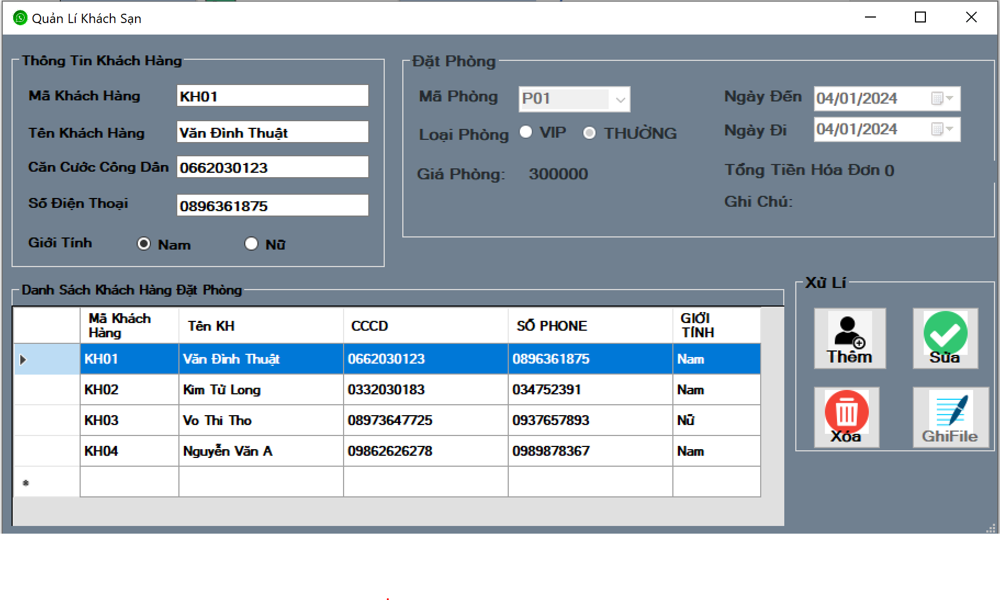 Quản Lí Khách Sạn
Thông Tin Khách Hàng
Mã Khách Hàng KH01
Tên Khách Hàng Văn Đình Thuật
Căn Cước Công Dân 0662030123
Số Điện Thoại 0896361875
Giới Tính Nam Nữ
Đặt Phòng
Mã Phòng P01 Ngày Đến 04/01/2024
Loại Phòng VIP THƯỜNG Ngày Đi 04/01/2024
Giá Phòng: 300000 Tổng Tiền Hóa Đơn 0
Ghi Chú:
Danh Sách Khách Hàng Đặt Phòng
Mã Khách Hàng Tên KH CCCD SỐ PHONE GIỚI TÍNH
KH01 Văn Đình Thuật 0662030123 0896361875 Nam
KH02 Kim Tử Long 0332030183 034752391 Nam
KH03 Vo Thi Tho 08973647725 0937657893 Nữ
KH04 Nguyễn Văn A 09862626278 0989878367 Nam
Xử Lí
Thêm Sửa
Xóa GhiFile